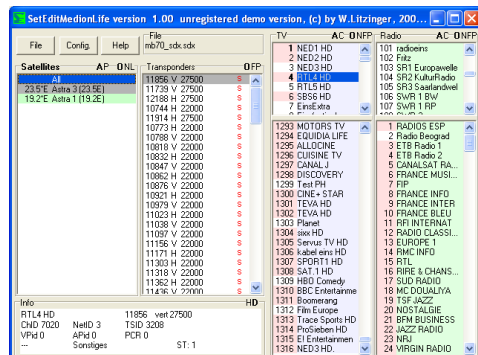 SetEditMedionLife version 1.00 unregistered demo version, (c) by W.Litzinger, 200...
File Config. Help
File
mb70_sdx.sdx
Satellites AP ONL
All
23.5°E Astra 3 (23.5E)
19.2°E Astra 1 (19.2E)
Transponders OFP
11856 V 27500 S
11739 V 27500 S
12188 H 27500 S
10744 H 22000 S
11914 H 27500 S
10773 H 22000 S
10788 V 22000 S
10818 V 22000 S
10832 H 22000 S
10847 V 22000 S
10862 H 22000 S
10876 V 22000 S
10921 H 22000 S
10979 V 22000 S
11023 H 22000 S
11038 V 22000 S
11097 V 22000 S
11156 V 22000 S
11171 H 22000 S
11303 H 22000 S
11318 V 22000 S
11362 H 22000 S
11436 V 22000 S
TV AC ONFP
1 NED1 HD
2 NED2 HD
3 NED3 HD
4 RTL4 HD
5 RTL5 HD
6 SBS6 HD
7 EinsExtra
Radio AC ONFP
101 radioeins
102 Fritz
103 SR1 Europawelle
104 SR2 KulturRadio
105 SR3 Saarlandwel
106 SWR 1 BW
107 SWR 1 RP
1293 MOTORS TV
1294 EQUIDIA LIFE
1295 ALLOCINE
1296 CUISINE TV
1297 CANAL J
1298 DISCOVERY
1299 Test PH
1300 CINE+ STAR
1301 TEVA HD
1302 TEVA HD
1303 Planet
1304 sixx HD
1305 Servus TV HD
1306 kabel eins HD
1307 SPORT1 HD
1308 SAT.1 HD
1309 HBO Comedy
1310 BBC Entertainme
1311 Boomerang
1312 Film Europe
1313 Trace Sports HD
1314 ProSieben HD
1315 E! Entertainmen
1316 NED3 HD.
1 RADIOS ESP
2 Radio Beograd
3 ETB Radio 1
4 ETB Radio 2
5 CANALSAT RA...
6 FRANCE MUSI...
7 FIP
8 FRANCE INFO
9 FRANCE INTER
10 FRANCE BLEU
11 RFI INTERNAT
12 RADIO CLASSI...
13 EUROPE 1
14 RMC INFO
15 RTL
16 RIRE & CHANS...
17 SUD RADIO
18 MC DOUALIYA
19 TSF JAZZ
20 NOSTALGIE
21 BFM BUSINESS
22 JAZZ RADIO
23 NRJ
24 VIRGIN RADIO
Info HD
RTL4 HD 11856 vert 27500
ChID 7020 NetID 3 TSID 3208
VPid 0 APid 0 PCR 0
--- Sonstiges ST: 1